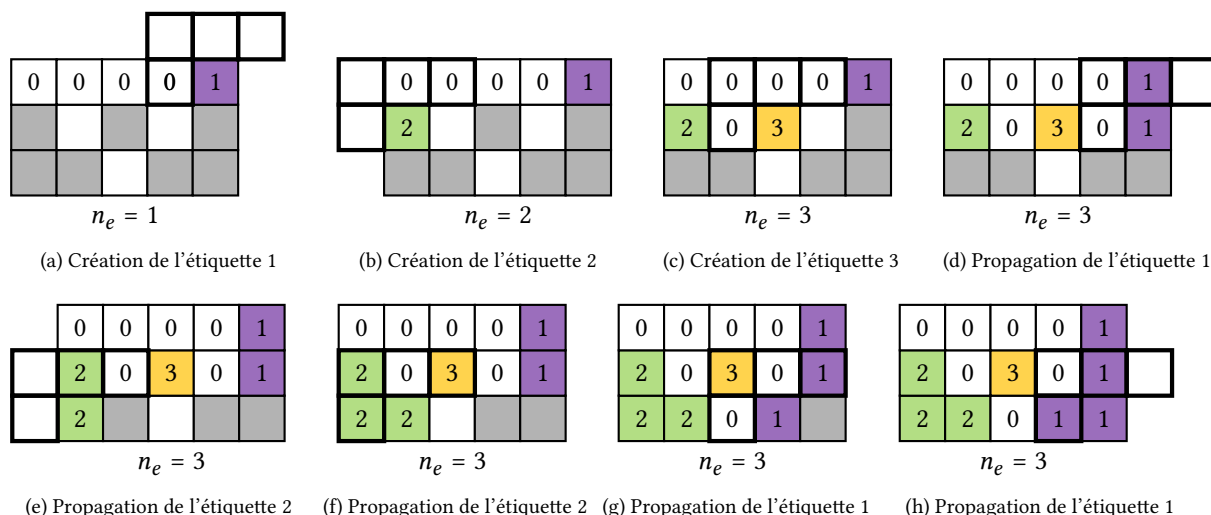 0 0 0 0 1
n_e = 1
(a) Création de l'étiquette 1
0 0 0 0 1
2
n_e = 2
(b) Création de l'étiquette 2
0 0 0 0 1
2 0 3
n_e = 3
(c) Création de l'étiquette 3
0 0 0 0 1
2 0 3 0 1
n_e = 3
(d) Propagation de l'étiquette 1
0 0 0 0 1
2 0 3 0 1
2
n_e = 3
(e) Propagation de l'étiquette 2
0 0 0 0 1
2 0 3 0 1
2 2
n_e = 3
(f) Propagation de l'étiquette 2
0 0 0 0 1
2 0 3 0 1
2 2 0 1
n_e = 3
(g) Propagation de l'étiquette 1
0 0 0 0 1
2 0 3 0 1
2 2 0 1 1
n_e = 3
(h) Propagation de l'étiquette 1